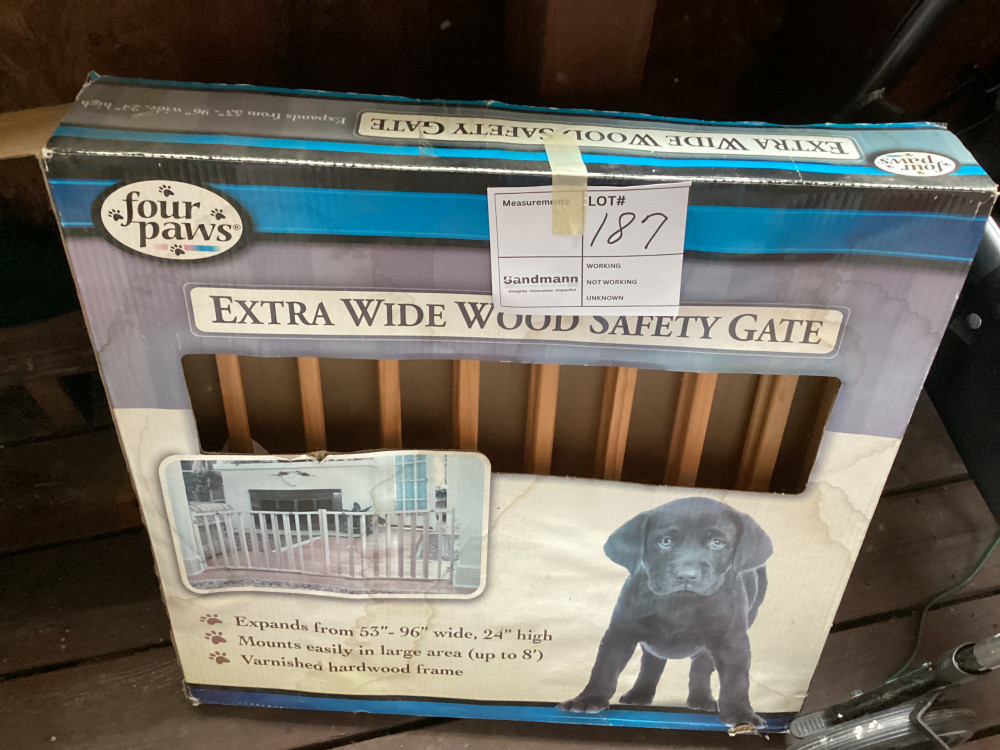 Expands from 53"- 96" wide, 24" high
EXTRA WIDE WOOD SAFETY GATE
four paws
four
paws®
Measurements
LOT#
187
Sandmann
WORKING
NOT WORKING
UNKNOWN
EXTRA WIDE WOOD SAFETY GATE
Expands from 53"- 96" wide, 24" high
Mounts easily in large area (up to 8')
Varnished hardwood frame